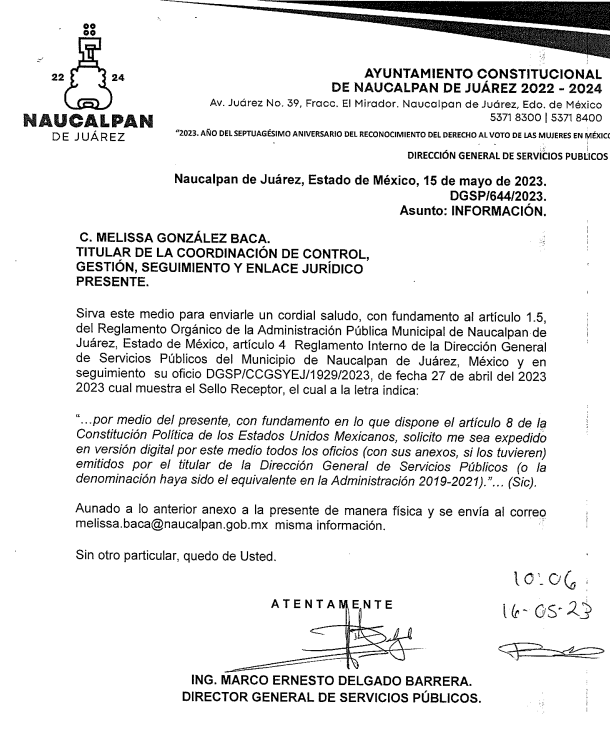 22 24
NAUCALPAN
DE JUÁREZ
AYUNTAMIENTO CONSTITUCIONAL
DE NAUCALPAN DE JUÁREZ 2022 - 2024
Av. Juárez No. 39, Fracc. El Mirador. Naucalpan de Juárez, Edo. de México
5371 8300 | 5371 8400
"2023. AÑO DEL SEPTUAGÉSIMO ANIVERSARIO DEL RECONOCIMIENTO DEL DERECHO AL VOTO DE LAS MUJERES EN MÉXICO
DIRECCIÓN GENERAL DE SERVICIOS PUBLICOS
Naucalpan de Juárez, Estado de México, 15 de mayo de 2023.
DGSP/644/2023.
Asunto: INFORMACIÓN.
C. MELISSA GONZÁLEZ BACA.
TITULAR DE LA COORDINACIÓN DE CONTROL,
GESTIÓN, SEGUIMIENTO Y ENLACE JURÍDICO
PRESENTE.
Sirva este medio para enviarle un cordial saludo, con fundamento al artículo 1.5,
del Reglamento Orgánico de la Administración Pública Municipal de Naucalpan de
Juárez, Estado de México, artículo 4 Reglamento Interno de la Dirección General
de Servicios Públicos del Municipio de Naucalpan de Juárez, México y en
seguimiento su oficio DGSP/CCGSYEJ/1929/2023, de fecha 27 de abril del 2023
2023 cual muestra el Sello Receptor, el cual a la letra indica:
"…por medio del presente, con fundamento en lo que dispone el artículo 8 de la
Constitución Política de los Estados Unidos Mexicanos, solicito me sea expedido
en versión digital por este medio todos los oficios (con sus anexos, si los tuvieren)
emitidos por el titular de la Dirección General de Servicios Públicos (o la
denominación haya sido el equivalente en la Administración 2019-2021)."… (Sic).
Aunado a lo anterior anexo a la presente de manera física y se envía al correo
melissa.baca@naucalpan.gob.mx misma información.
Sin otro particular, quedo de Usted.
10:06
16-05-23
ATENTAMENTE
ING. MARCO ERNESTO DELGADO BARRERA.
DIRECTOR GENERAL DE SERVICIOS PÚBLICOS.